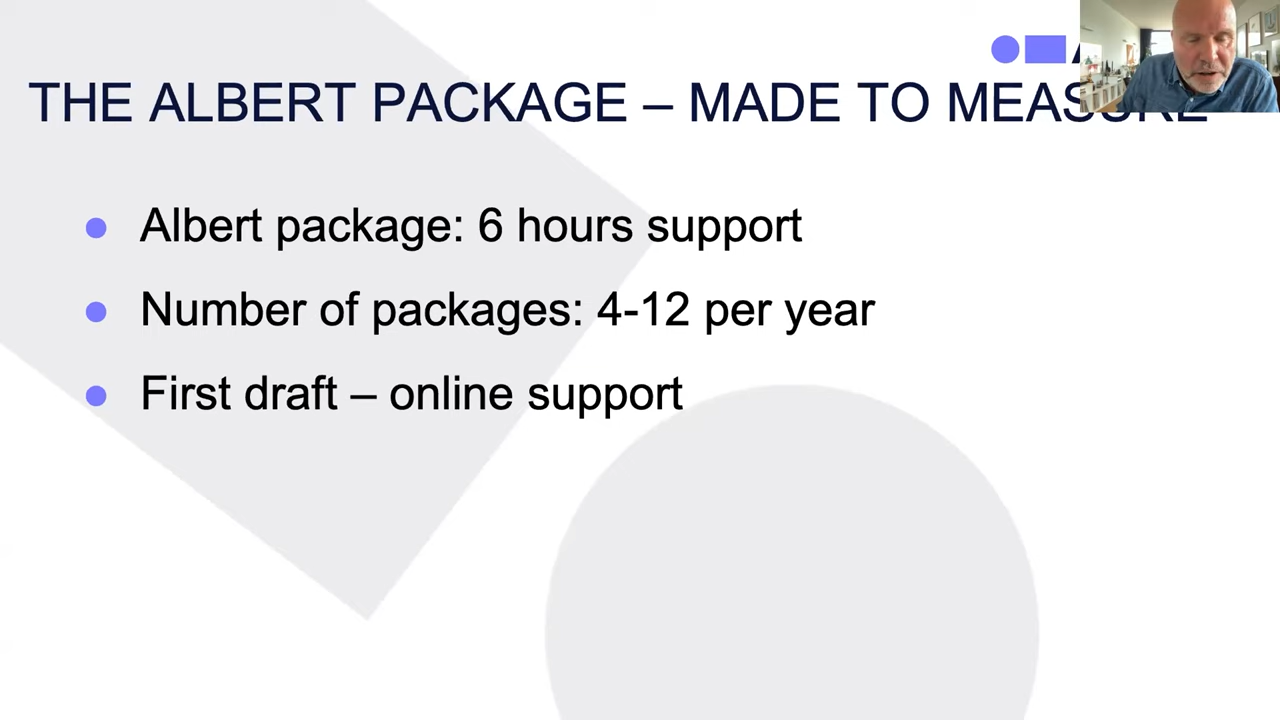 THE ALBERT PACKAGE – MADE TO MEASURE
● Albert package: 6 hours support
● Number of packages: 4-12 per year
● First draft – online support